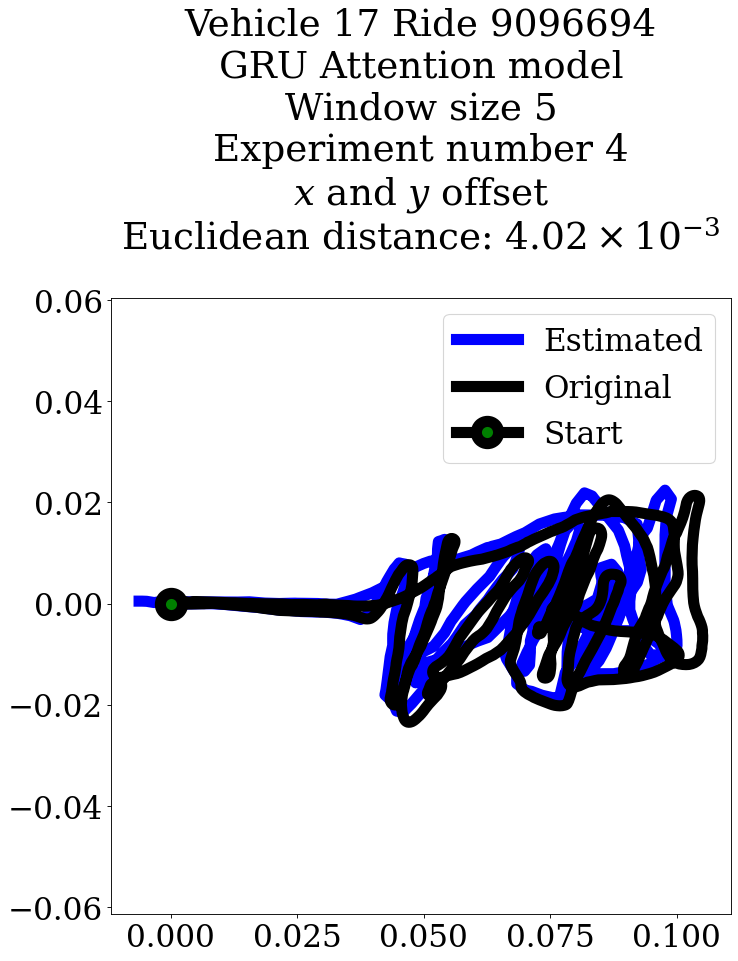 Vehicle 17 Ride 9096694
GRU Attention model
Window size 5
Experiment number 4
x and y offset
Euclidean distance: 4.02 × 10⁻³
Estimated
Original
Start
0.06
0.04
0.02
0.00
−0.02
−0.04
−0.06
0.000 0.025 0.050 0.075 0.100